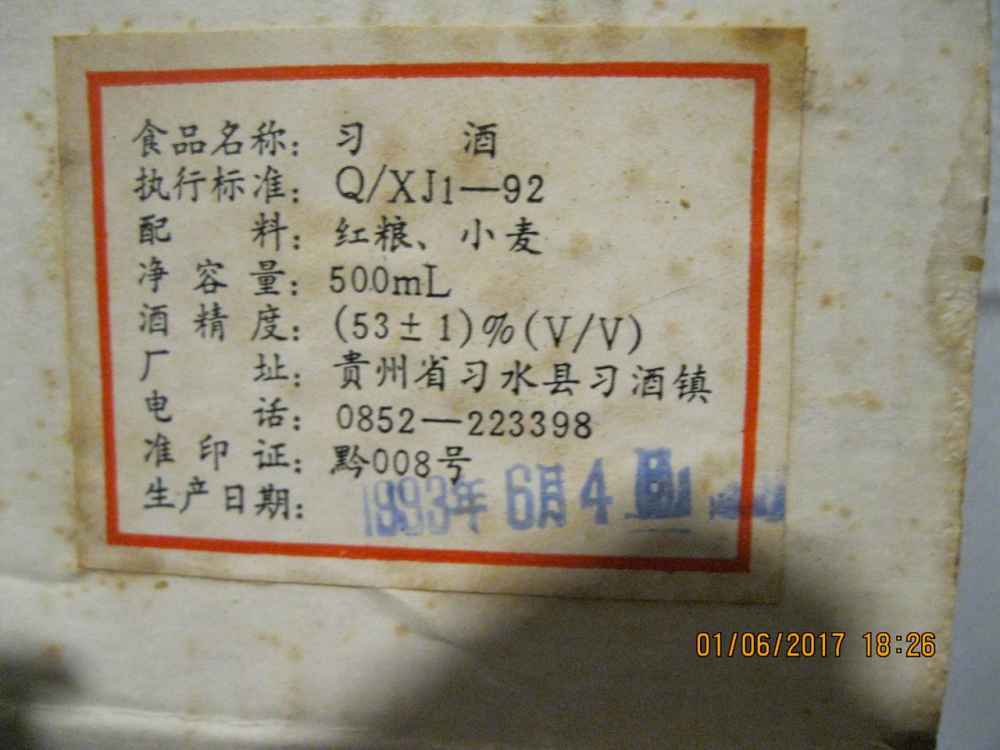 食品名称：习 酒
执行标准：Q/XJ1—92
配 料：红粮、小麦
净 容 量：500mL
酒 精 度：(53±1)%(V/V)
厂 址：贵州省习水县习酒镇
电 话：0852—223398
准 印 证：黔008号
生产日期：1993年 6月 4日
01/06/2017 18:26